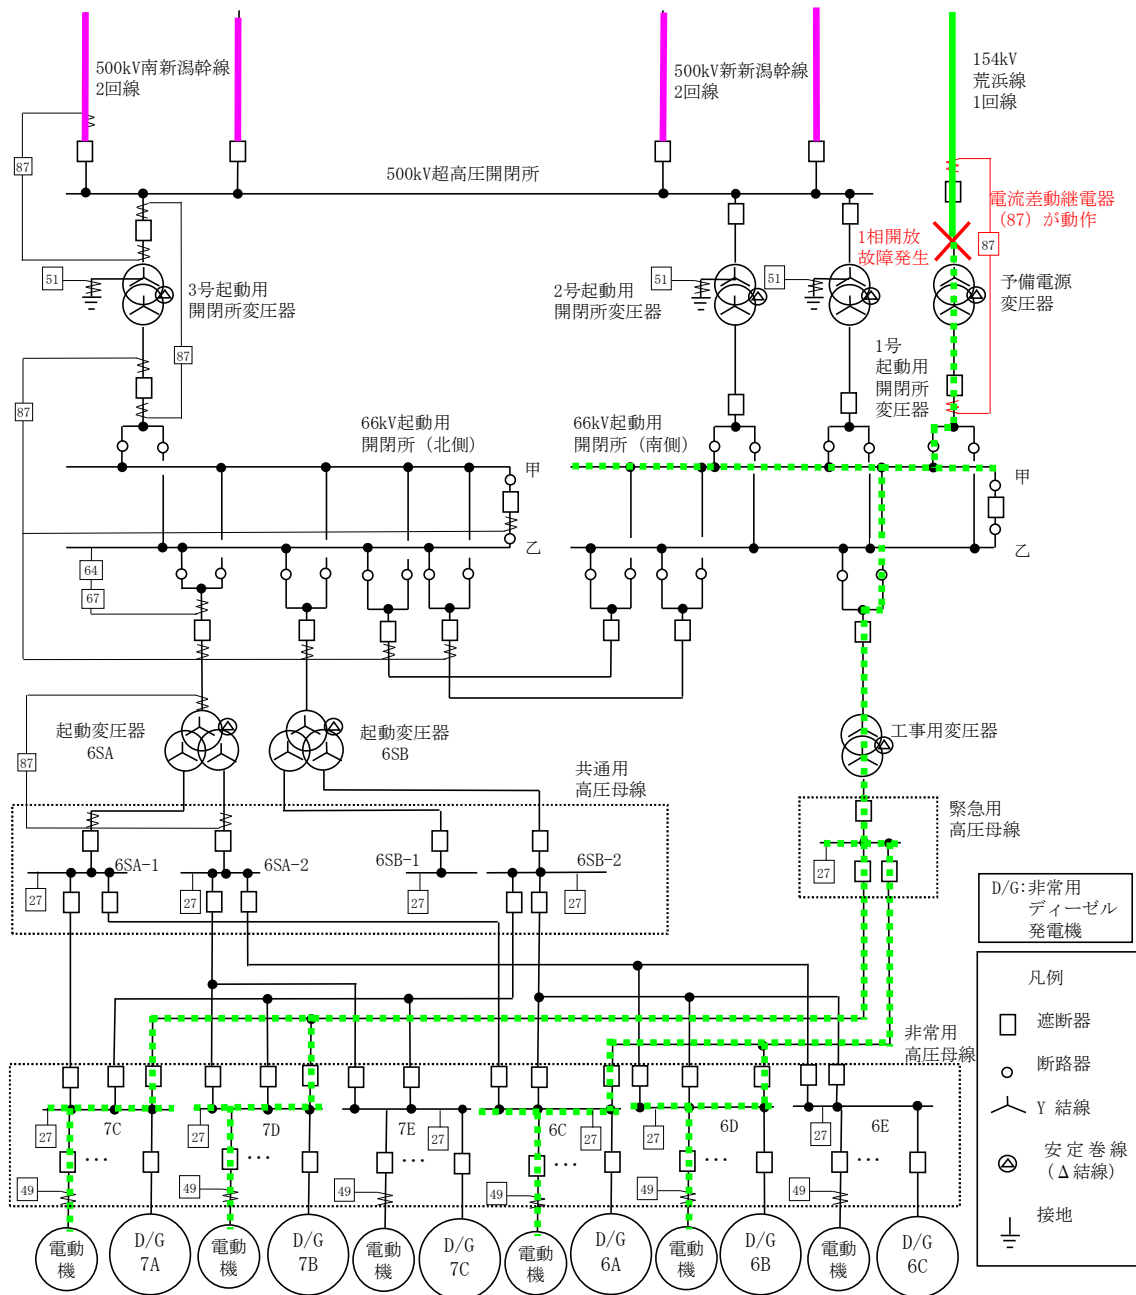 500kV南新潟幹線
2回線
500kV新新潟幹線
2回線
154kV
荒浜線
1回線
87
500kV超高圧開閉所
電流差動継電器
(87) が動作
1相開放
故障発生
87
51
51
51
3号起動用
開閉所変圧器
2号起動用
開閉所変圧器
予備電源
変圧器
87
1号
起動用
開閉所
変圧器
87
66kV起動用
開閉所 (北側)
66kV起動用
開閉所 (南側)
甲
甲
乙
乙
64
67
起動変圧器
6SA
起動変圧器
6SB
工事用変圧器
87
共通用
高圧母線
緊急用
高圧母線
6SA-1
6SA-2
6SB-1
6SB-2
27
27
27
27
27
D/G:非常用
ディーゼル
発電機
凡例
遮断器
断路器
Y 結線
安定巻線
(Δ結線)
接地
非常用
高圧母線
7C
7D
7E
6C
6D
6E
27
27
27
27
27
27
...
...
...
...
...
...
49
49
49
49
49
49
電動
機
D/G
7A
電動
機
D/G
7B
電動
機
D/G
7C
電動
機
D/G
6A
電動
機
D/G
6B
電動
機
D/G
6C